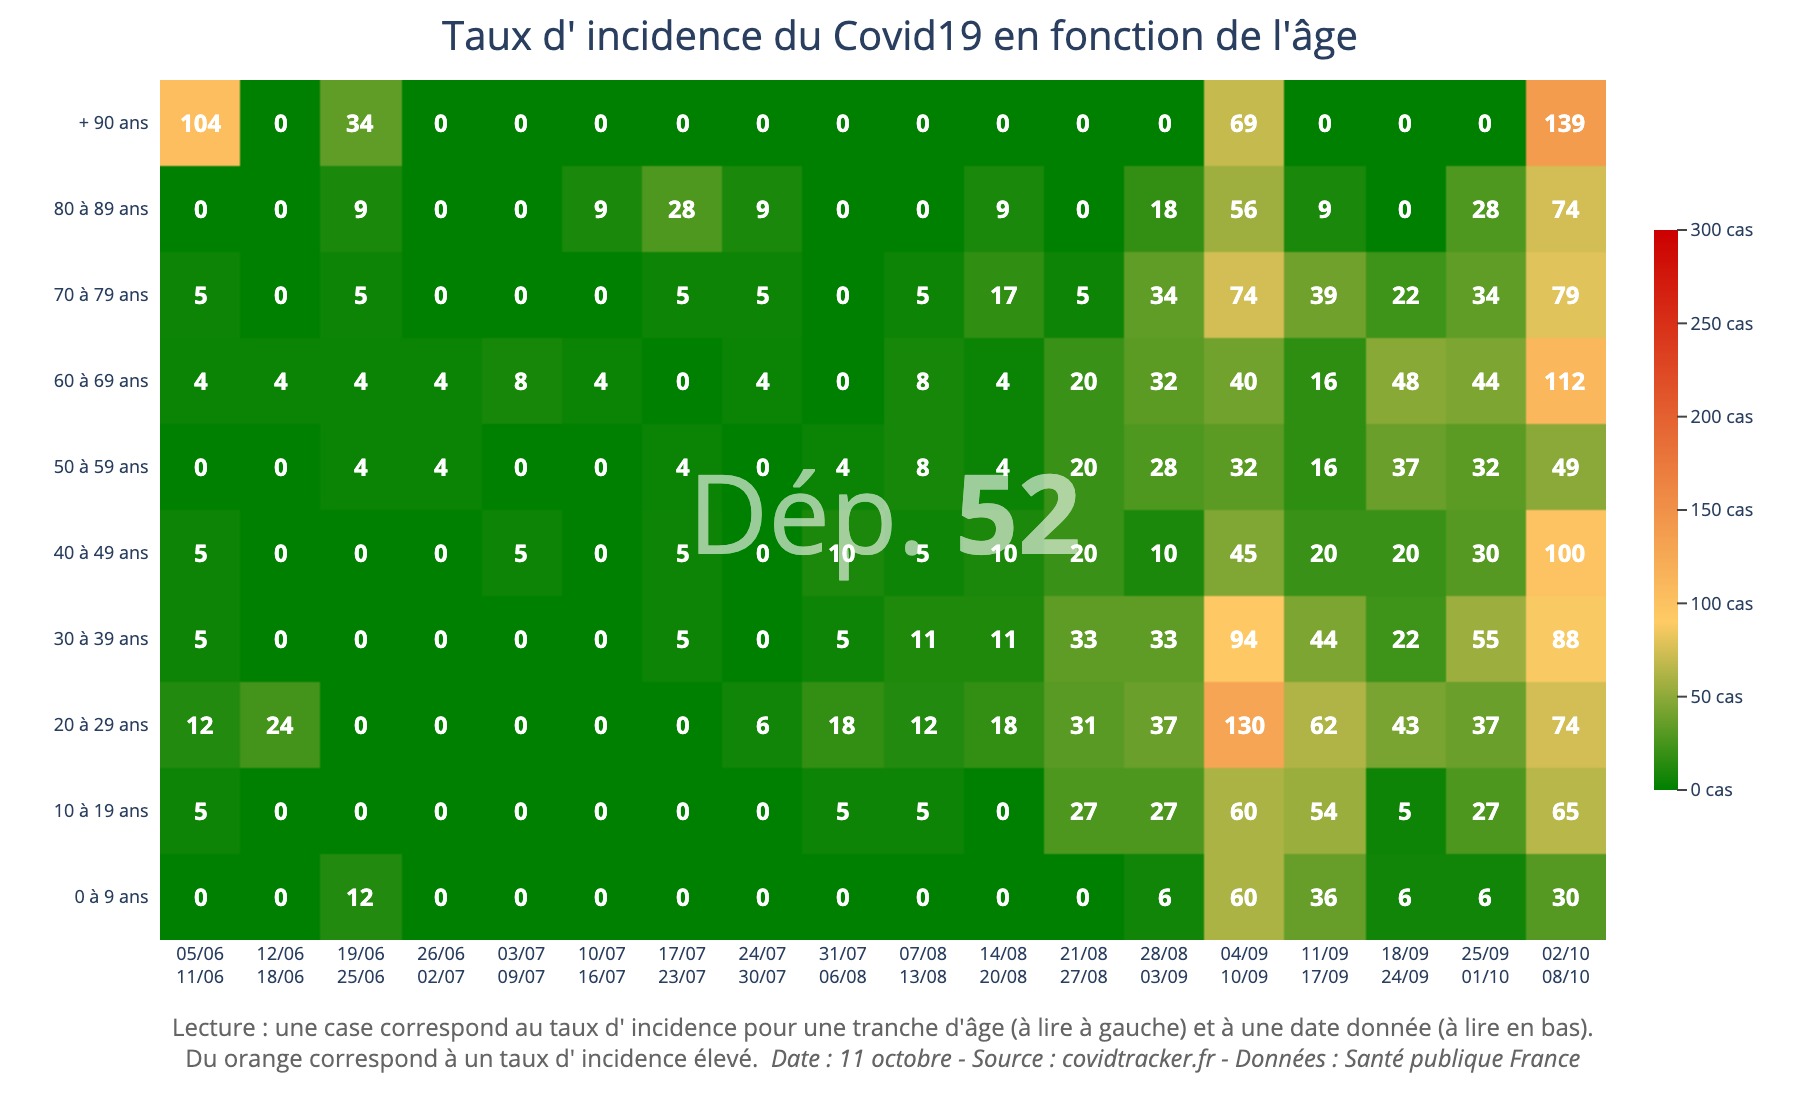 Taux d' incidence du Covid19 en fonction de l'âge
+ 90 ans 104 0 34 0 0 0 0 0 0 0 0 0 0 69 0 0 0 139
80 à 89 ans 0 0 9 0 0 9 28 9 0 0 9 0 18 56 9 0 28 74
70 à 79 ans 5 0 5 0 0 0 5 5 0 5 17 5 34 74 39 22 34 79
60 à 69 ans 4 4 4 4 8 4 0 4 0 8 4 20 32 40 16 48 44 112
50 à 59 ans 0 0 4 4 0 0 4 0 4 8 4 20 28 32 16 37 32 49
Dép. 52
40 à 49 ans 5 0 0 0 5 0 5 0 10 5 10 20 10 45 20 20 30 100
30 à 39 ans 5 0 0 0 0 0 5 0 5 11 11 33 33 94 44 22 55 88
20 à 29 ans 12 24 0 0 0 0 0 6 18 12 18 31 37 130 62 43 37 74
10 à 19 ans 5 0 0 0 0 0 0 0 5 5 0 27 27 60 54 5 27 65
0 à 9 ans 0 0 12 0 0 0 0 0 0 0 0 0 6 60 36 6 6 30
05/06 12/06 19/06 26/06 03/07 10/07 17/07 24/07 31/07 07/08 14/08 21/08 28/08 04/09 11/09 18/09 25/09 02/10
11/06 18/06 25/06 02/07 09/07 16/07 23/07 30/07 06/08 13/08 20/08 27/08 03/09 10/09 17/09 24/09 01/10 08/10
300 cas
250 cas
200 cas
150 cas
100 cas
50 cas
0 cas
Lecture : une case correspond au taux d' incidence pour une tranche d'âge (à lire à gauche) et à une date donnée (à lire en bas).
Du orange correspond à un taux d' incidence élevé. Date : 11 octobre - Source : covidtracker.fr - Données : Santé publique France